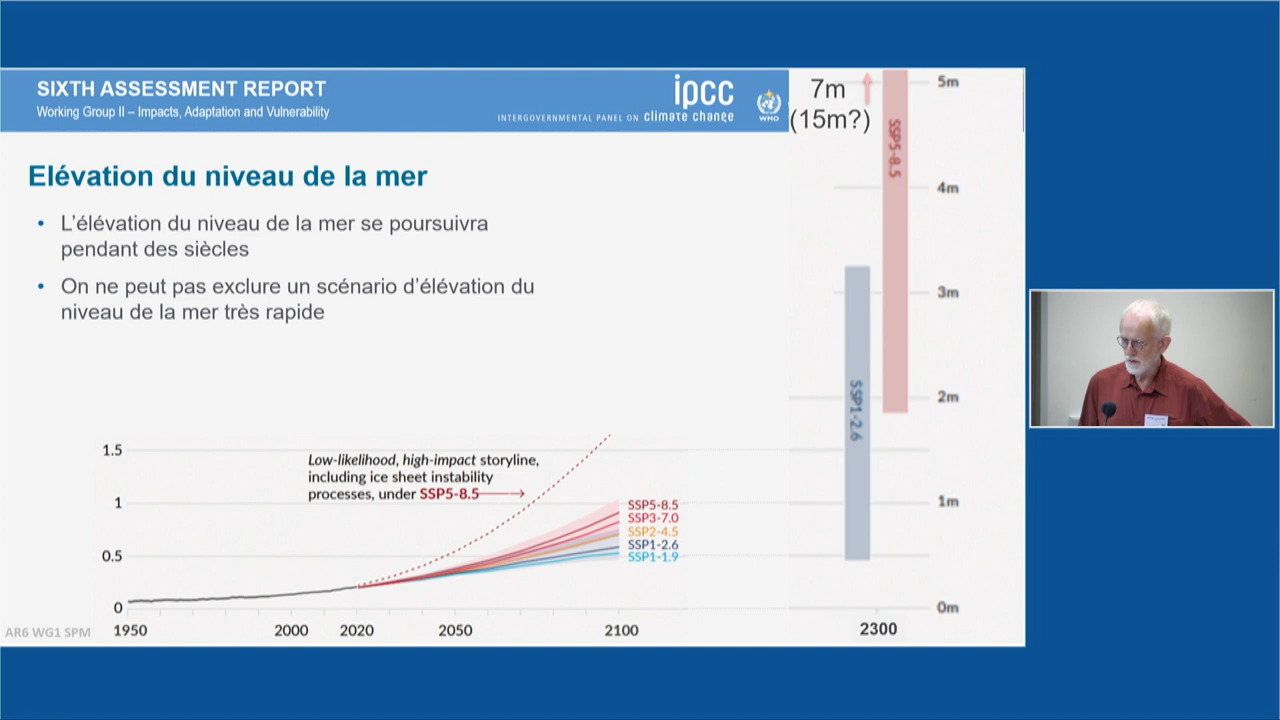 SIXTH ASSESSMENT REPORT
Working Group II – Impacts, Adaptation and Vulnerability
ipcc
INTERGOVERNMENTAL PANEL ON climate change
WMO
7m
(15m?)
Elévation du niveau de la mer
• L'élévation du niveau de la mer se poursuivra
pendant des siècles
• On ne peut pas exclure un scénario d'élévation du
niveau de la mer très rapide
5m
4m
3m
2m
1m
0m
SSP5-8.5
SSP1-2.6
2300
1.5
1
0.5
0
Low-likelihood, high-impact storyline,
including ice sheet instability
processes, under SSP5-8.5
SSP5-8.5
SSP3-7.0
SSP2-4.5
SSP1-2.6
SSP1-1.9
AR6 WG1 SPM
1950
2000
2020
2050
2100